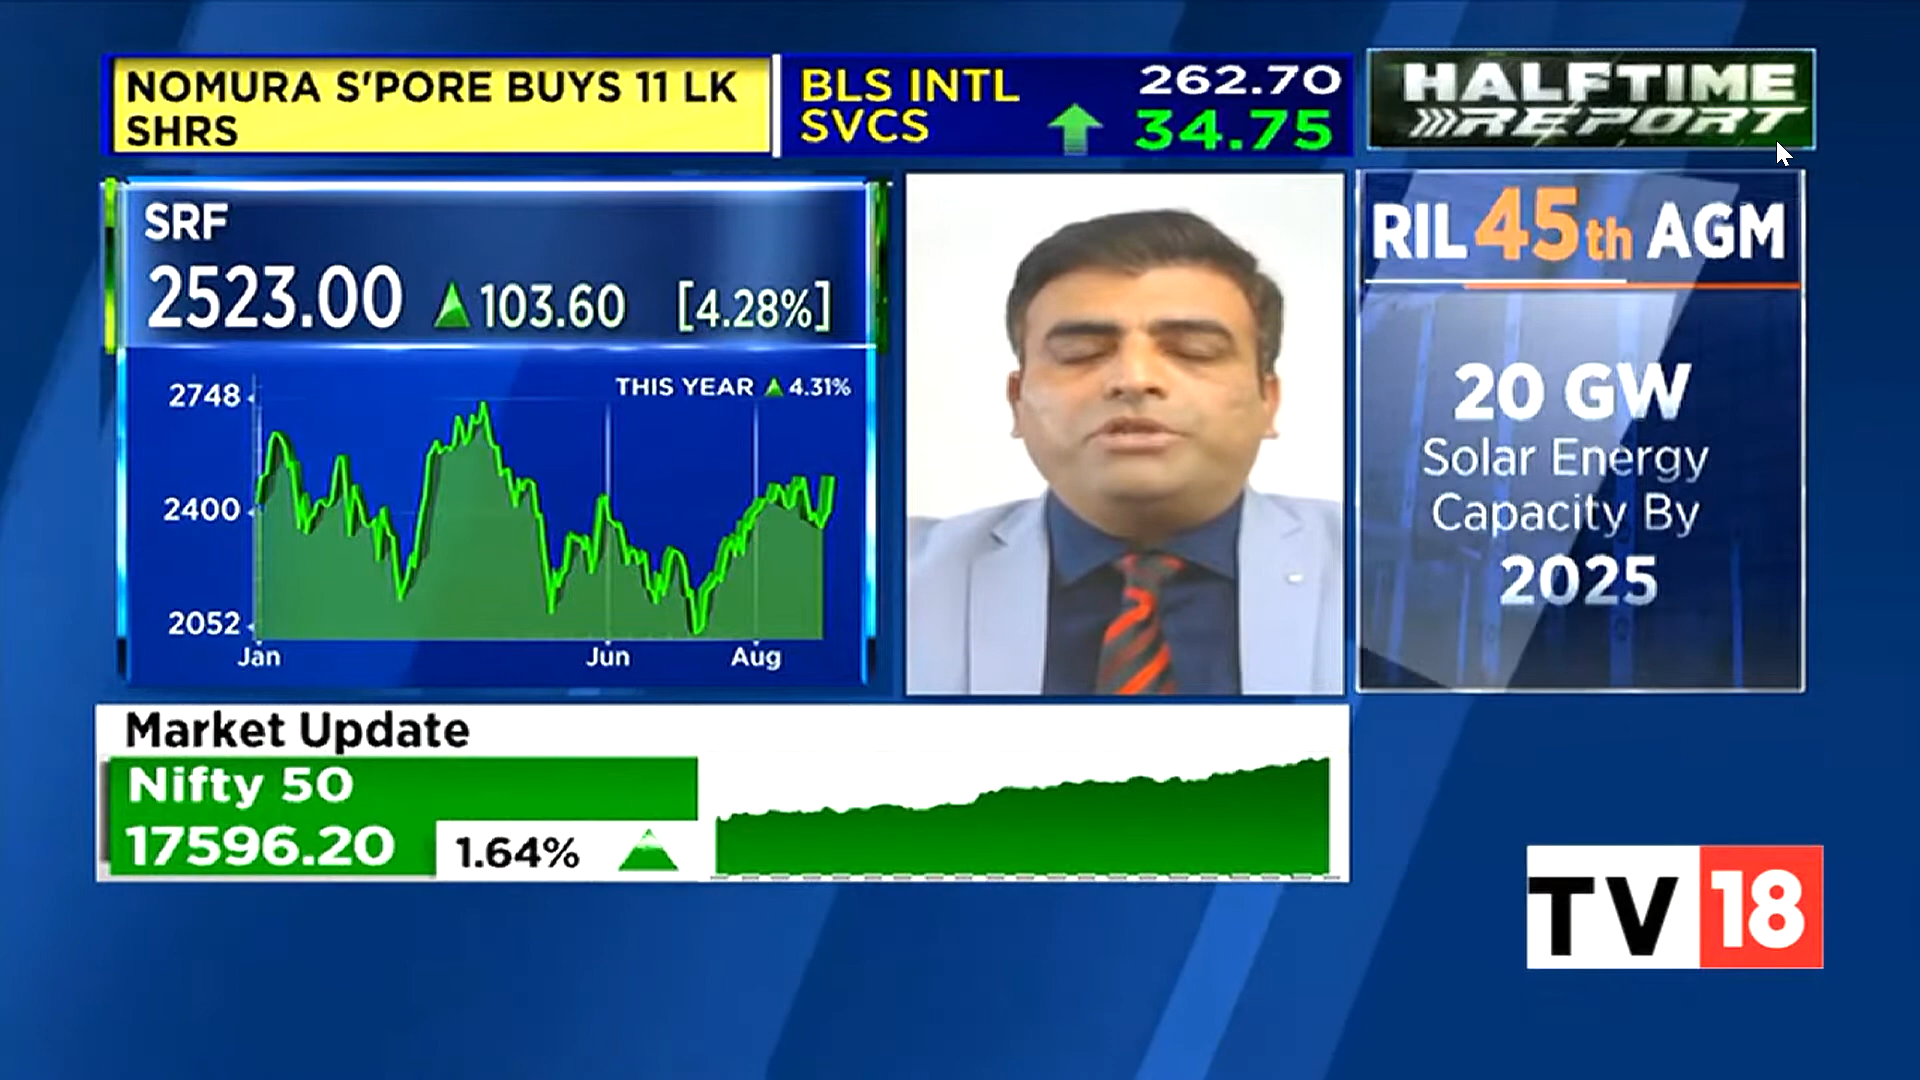 NOMURA S'PORE BUYS 11 LK
SHRS
BLS INTL
SVCS
262.70
34.75
HALFTIME
REPORT
SRF
2523.00 103.60 [4.28%]
THIS YEAR 4.31%
2748
2400
2052
Jan Jun Aug
RIL 45th AGM
20 GW
Solar Energy
Capacity By
2025
Market Update
Nifty 50
17596.20 1.64%
TV 18